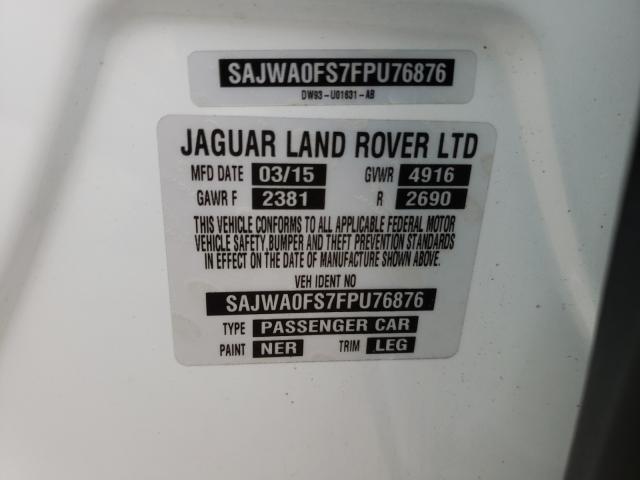 SAJWA0FS7FPU76876
DW93-U01631-AB
JAGUAR LAND ROVER LTD
MFD DATE 03/15 GVWR 4916
GAWR F 2381 R 2690
THIS VEHICLE CONFORMS TO ALL APPLICABLE FEDERAL MOTOR
VEHICLE SAFETY,BUMPER AND THEFT PREVENTION STANDARDS
IN EFFECT ON THE DATE OF MANUFACTURE SHOWN ABOVE.
VEH IDENT NO
SAJWA0FS7FPU76876
TYPE PASSENGER CAR
PAINT NER TRIM LEG